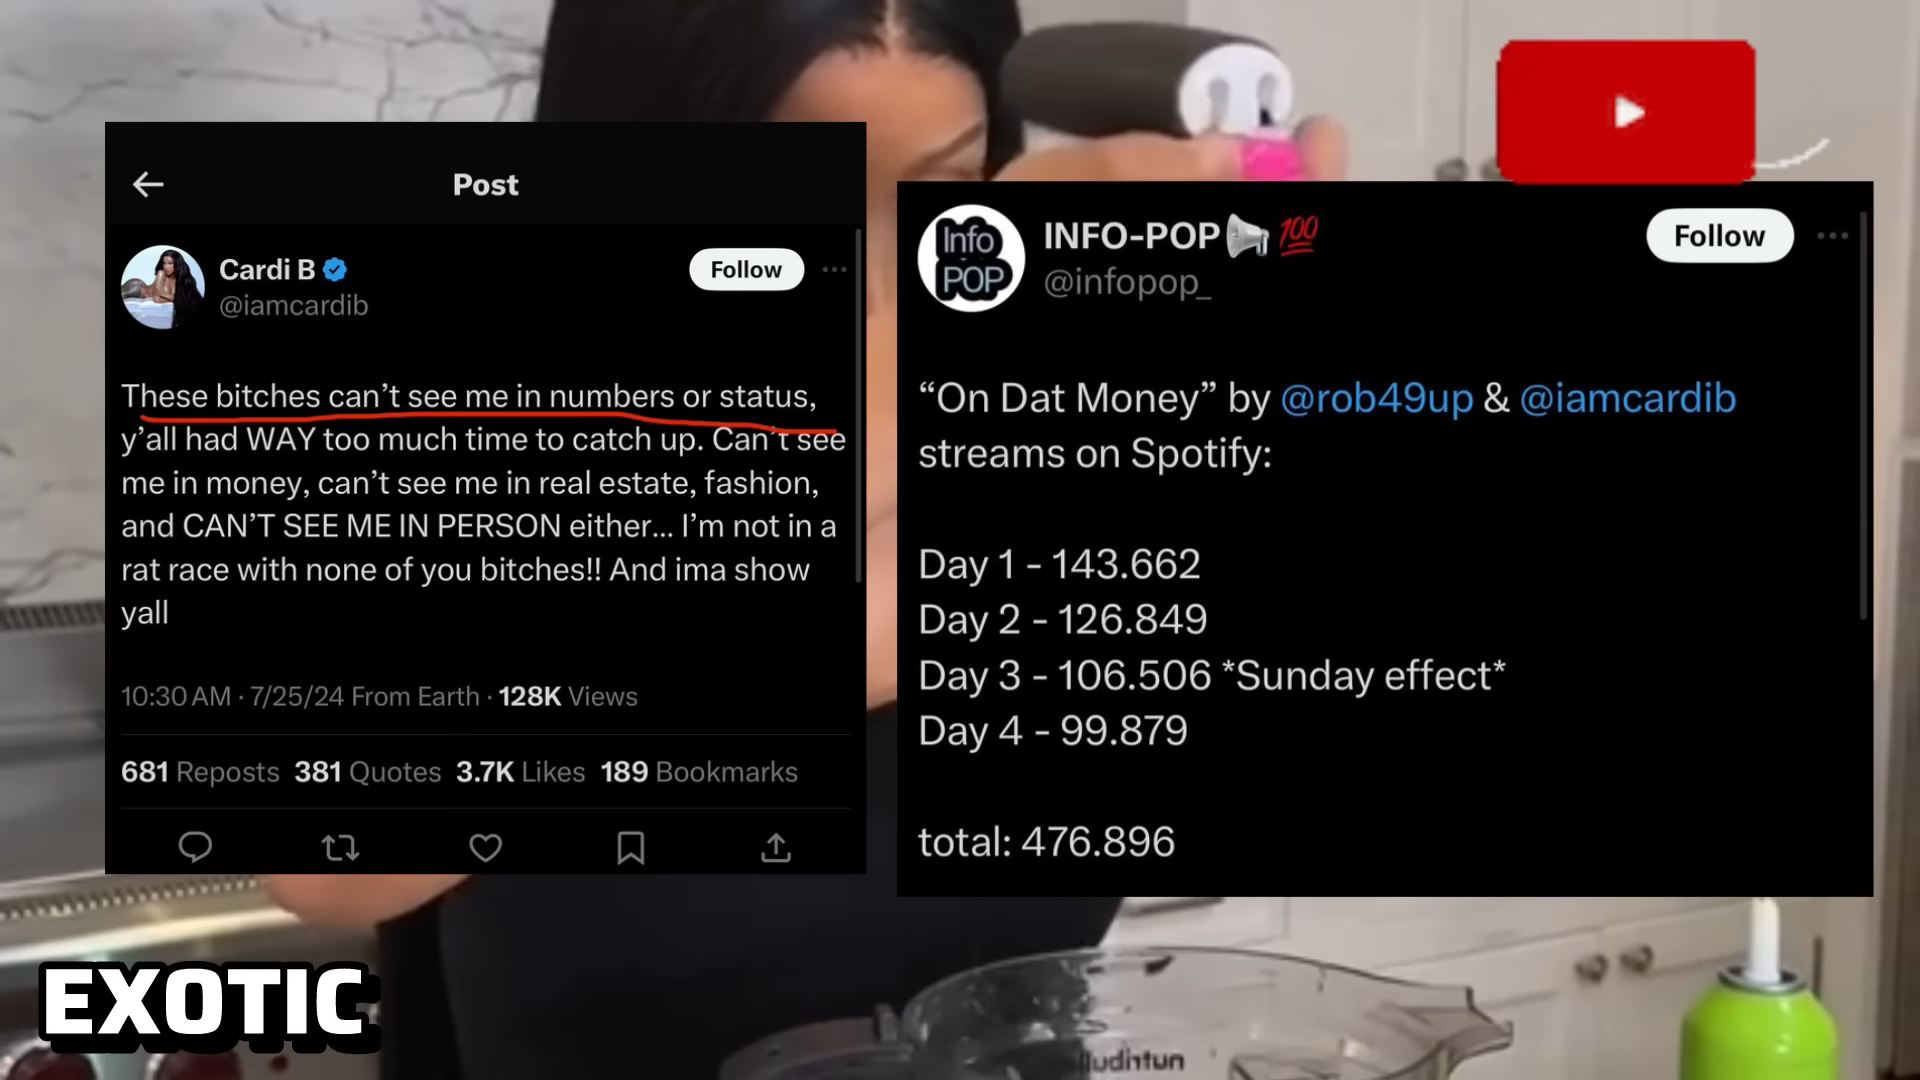 Post
Cardi B
Follow
@iamcardib
These bitches can’t see me in numbers or status,
y’all had WAY too much time to catch up. Can’t see
me in money, can’t see me in real estate, fashion,
and CAN’T SEE ME IN PERSON either... I’m not in a
rat race with none of you bitches!! And ima show
yall
10:30 AM · 7/25/24 From Earth · 128K Views
681 Reposts 381 Quotes 3.7K Likes 189 Bookmarks
Info
POP
INFO-POP📢💯
Follow
@infopop_
“On Dat Money” by @rob49up & @iamcardib
streams on Spotify:
Day 1 - 143.662
Day 2 - 126.849
Day 3 - 106.506 *Sunday effect*
Day 4 - 99.879
total: 476.896
EXOTIC